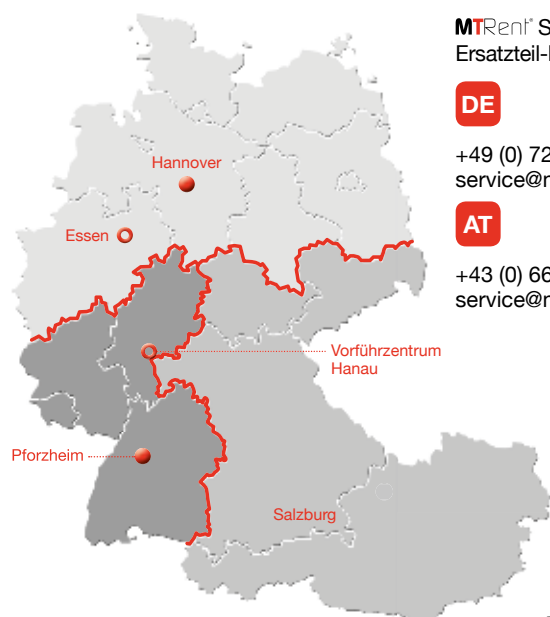 MTRent®
Ersatzteil-
DE
+49 (0) 72
service@
AT
+43 (0) 66
service@
Hannover
Essen
Vorführzentrum
Hanau
Pforzheim
Salzburg